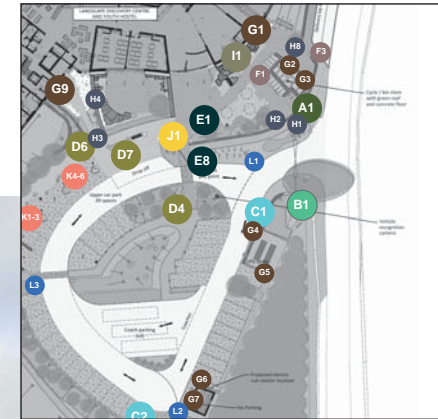 LANDSCAPE DISCOVERY CENTRE
AND YOUTH HOSTEL
G1
H8
F3
I1
G2
F1
G3
Cycle / bin store
with green roof
and concrete floor
G9
H4
A1
E1
H2
H1
J1
H3
D6
D7
E8
L1
Drop off
K4-6
Upper car park
K1-3
D4
C1
B1
G4
Vehicle
recognition
camera
G5
L3
Coach parking
G6
Proposed electric
sub-station location
G7
No Parking
C2
L2